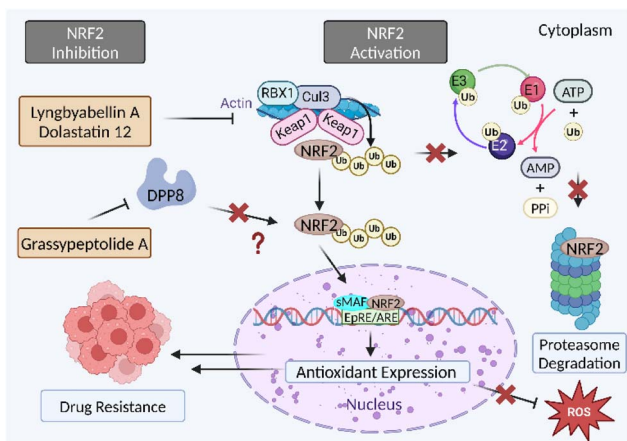 NRF2
Inhibition
NRF2
Activation
Cytoplasm
Lyngbyabellin A
Dolastatin 12
Actin
RBX1
Cul3
Keap1
Keap1
NRF2
Ub
Ub
Ub
Ub
Ub
E3
Ub
E1
Ub
ATP
+
Ub
Ub
E2
AMP
+
PPi
DPP8
Grassypeptolide A
?
NRF2
Ub
Ub
Ub
Ub
NRF2
sMAF
NRF2
EpRE/ARE
Proteasome
Degradation
Antioxidant Expression
Nucleus
Drug Resistance
ROS